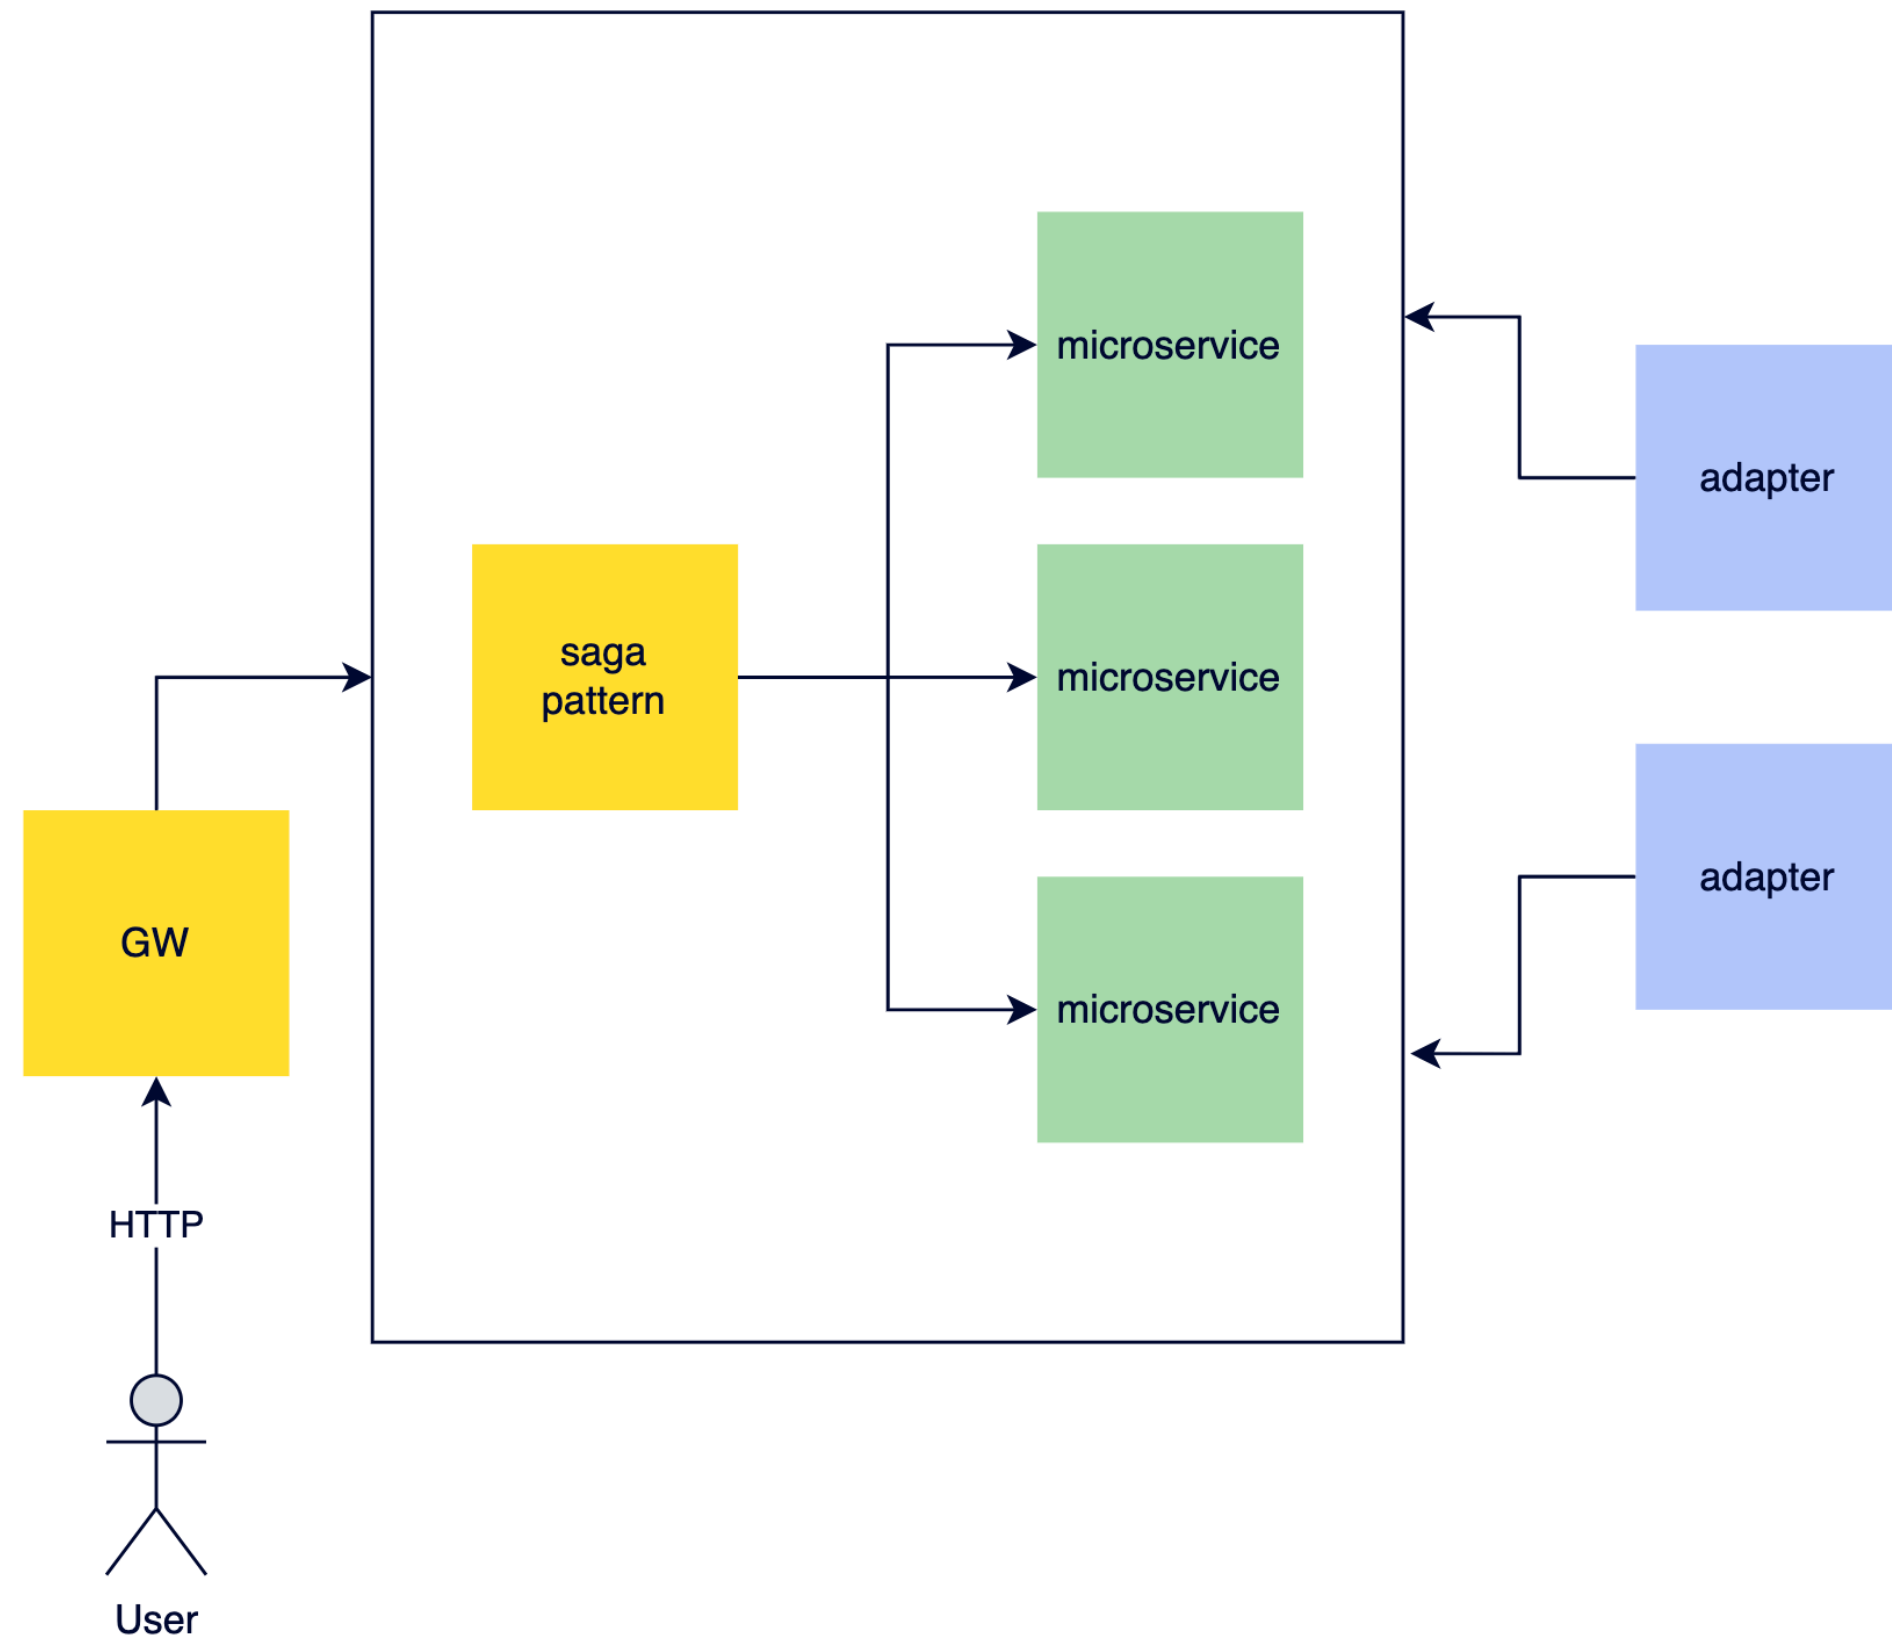 microservice
adapter
saga
pattern
microservice
adapter
GW
microservice
HTTP
User